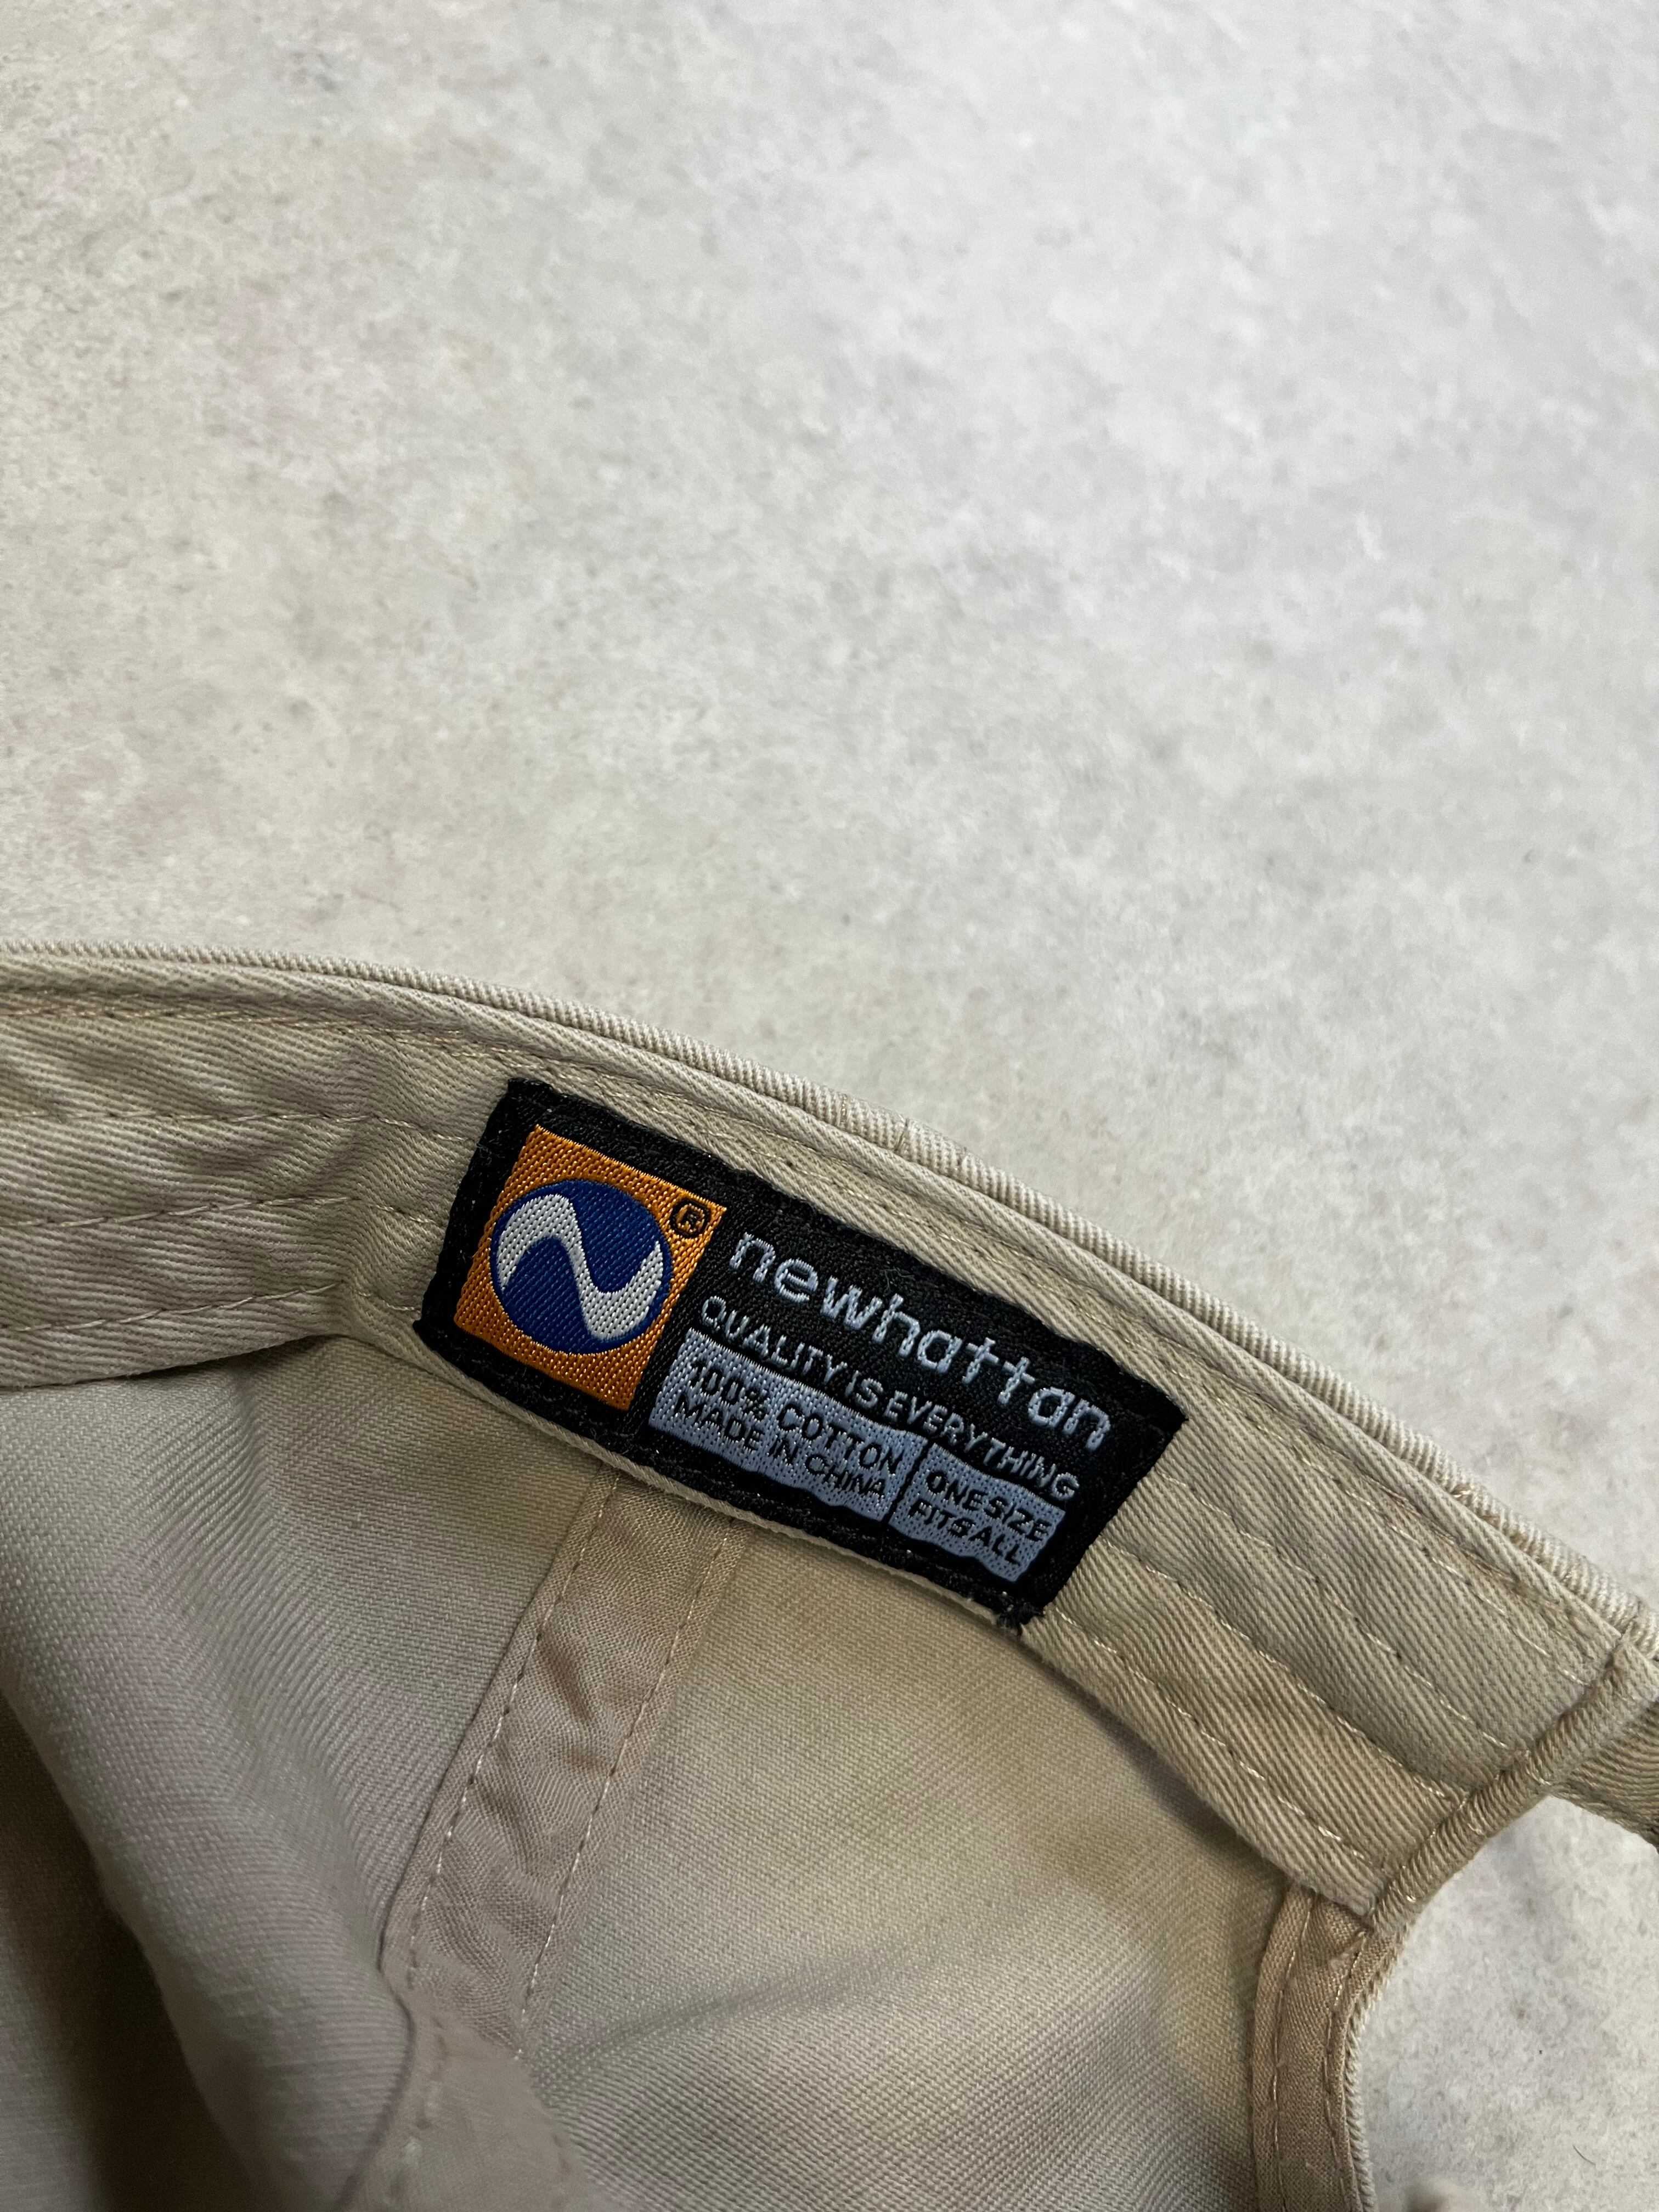 ®
newhattan
QUALITY IS EVERYTHING
100% COTTON
MADE IN CHINA
ONE SIZE
FITS ALL